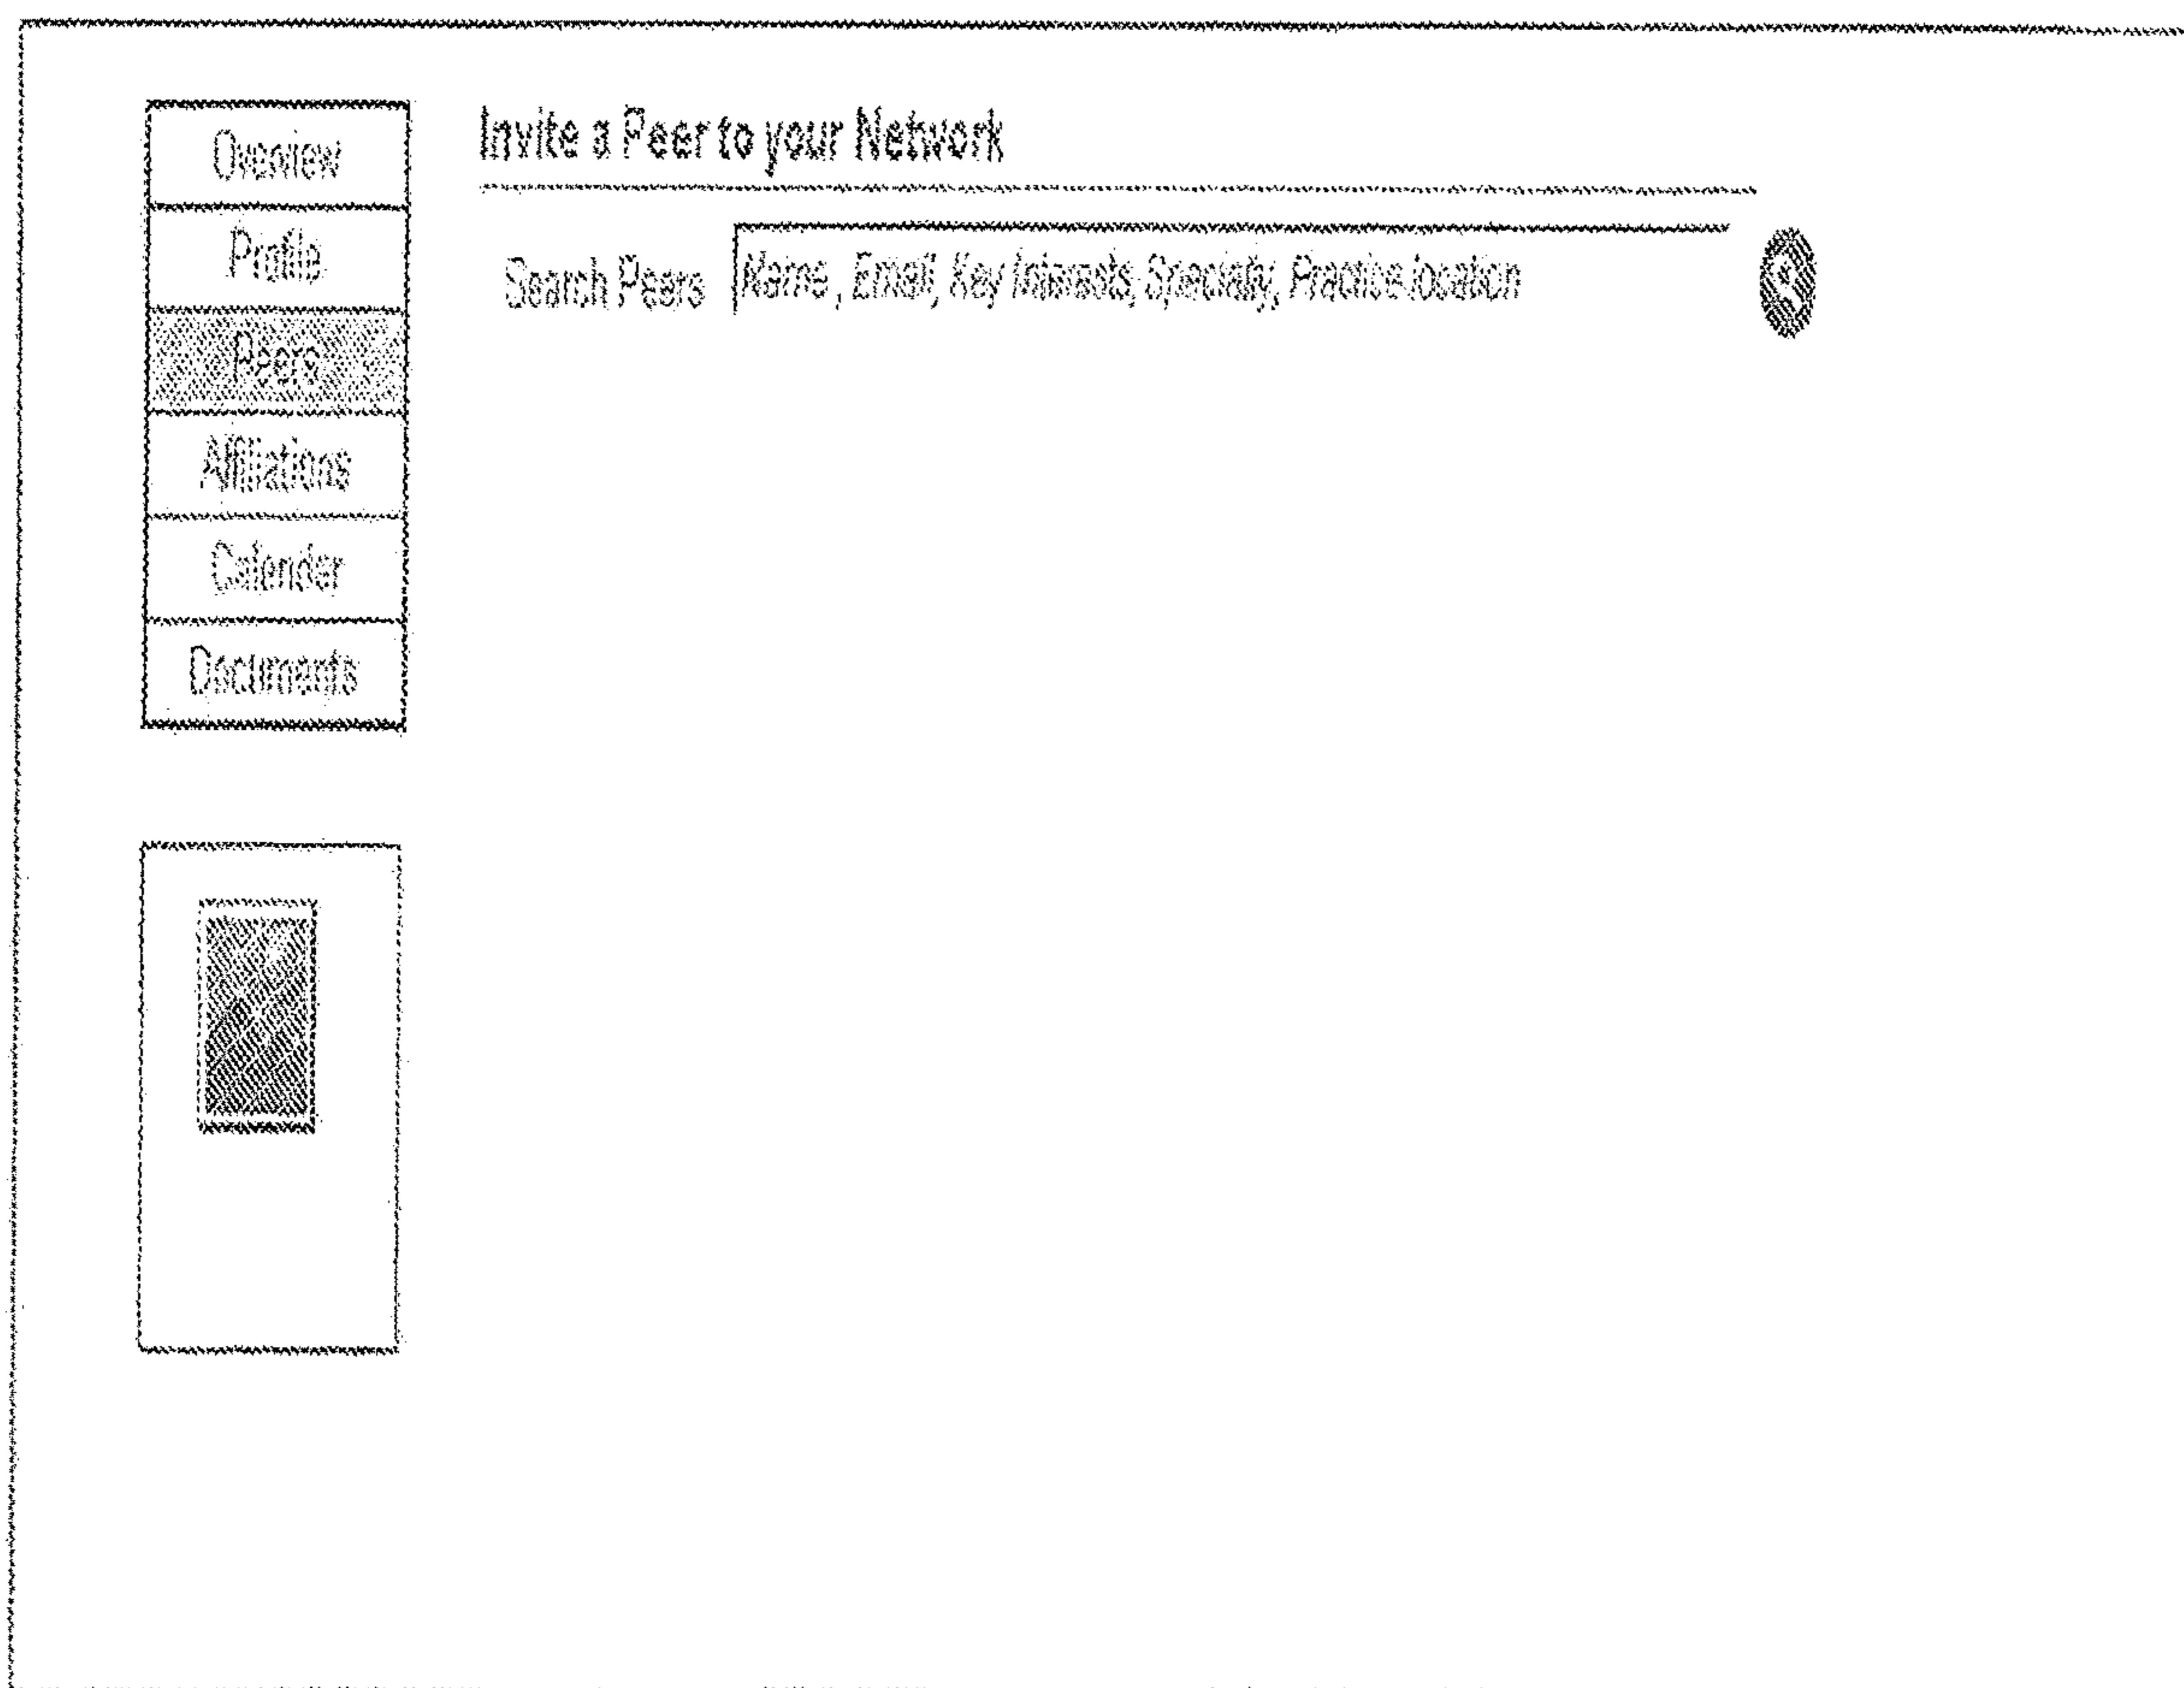 Overview
Profile
Peers
Affiliations
Calendar
Documents
Invite a Peer to your Network
Search Peers Name , Email, Key Interests, Specialty, Practice location